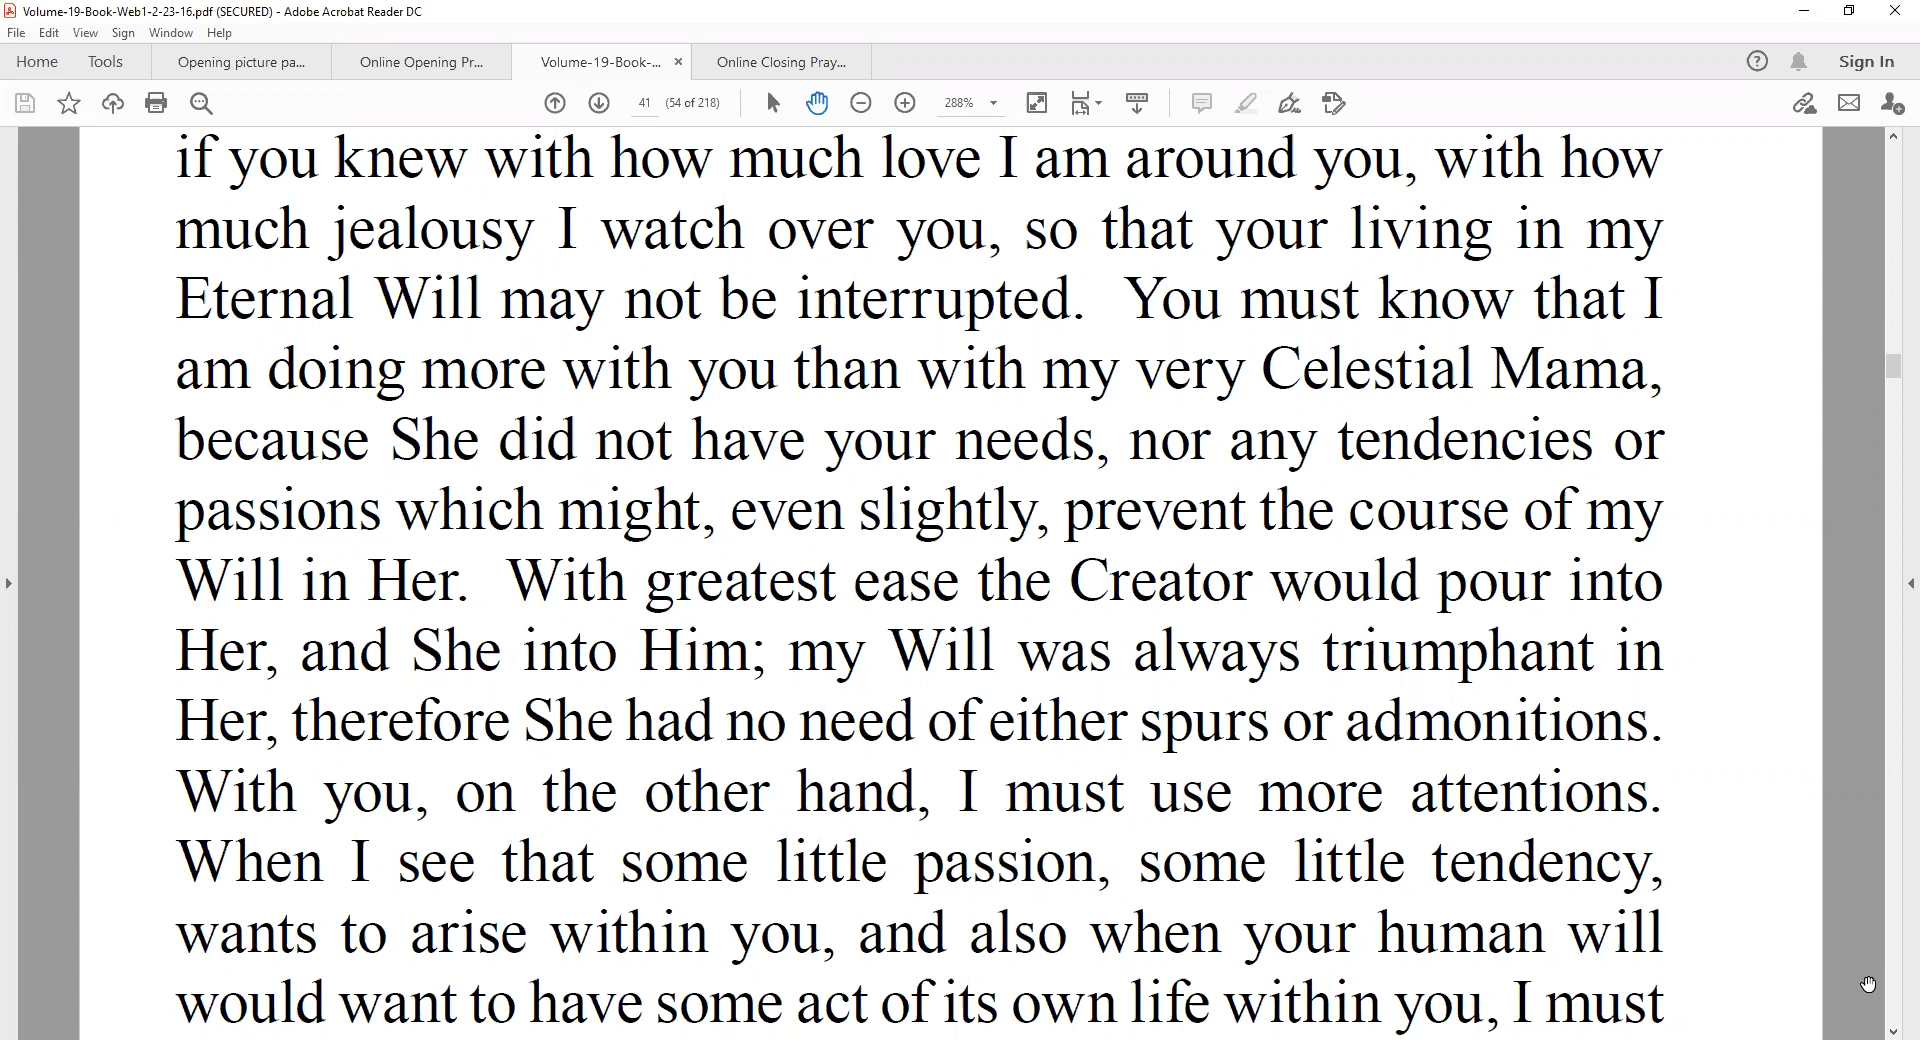 Volume-19-Book-Web1-2-23-16.pdf (SECURED) - Adobe Acrobat Reader DC
File Edit View Sign Window Help
Home Tools Opening picture pa... Online Opening Pr... Volume-19-Book-... × Online Closing Pray... Sign In
41 (54 of 218) 288%
if you knew with how much love I am around you, with how
much jealousy I watch over you, so that your living in my
Eternal Will may not be interrupted. You must know that I
am doing more with you than with my very Celestial Mama,
because She did not have your needs, nor any tendencies or
passions which might, even slightly, prevent the course of my
Will in Her. With greatest ease the Creator would pour into
Her, and She into Him; my Will was always triumphant in
Her, therefore She had no need of either spurs or admonitions.
With you, on the other hand, I must use more attentions.
When I see that some little passion, some little tendency,
wants to arise within you, and also when your human will
would want to have some act of its own life within you, I must